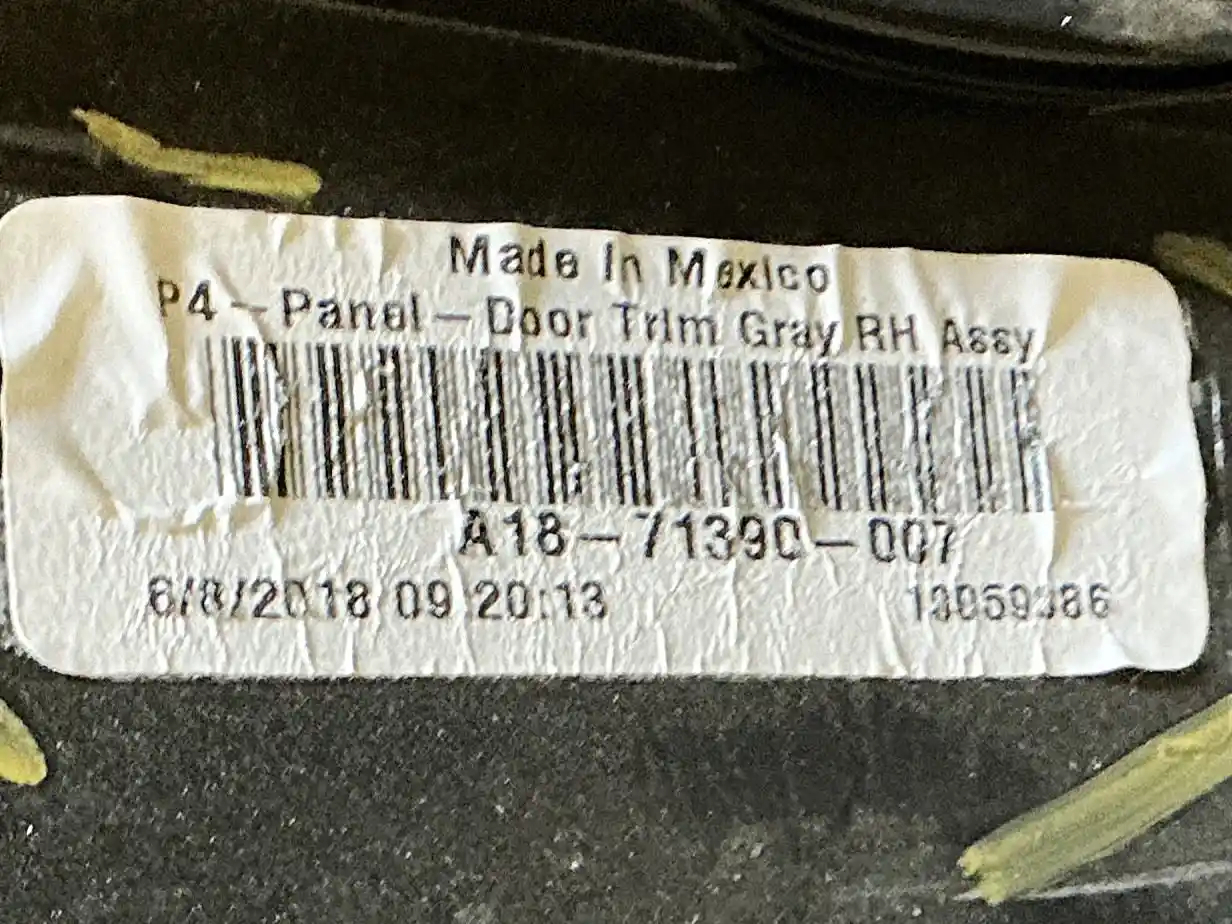 Made In Mexico
P4-Panel-Door Trim Gray RH Assy
A18-71390-007
6/8/2018 09:20:13